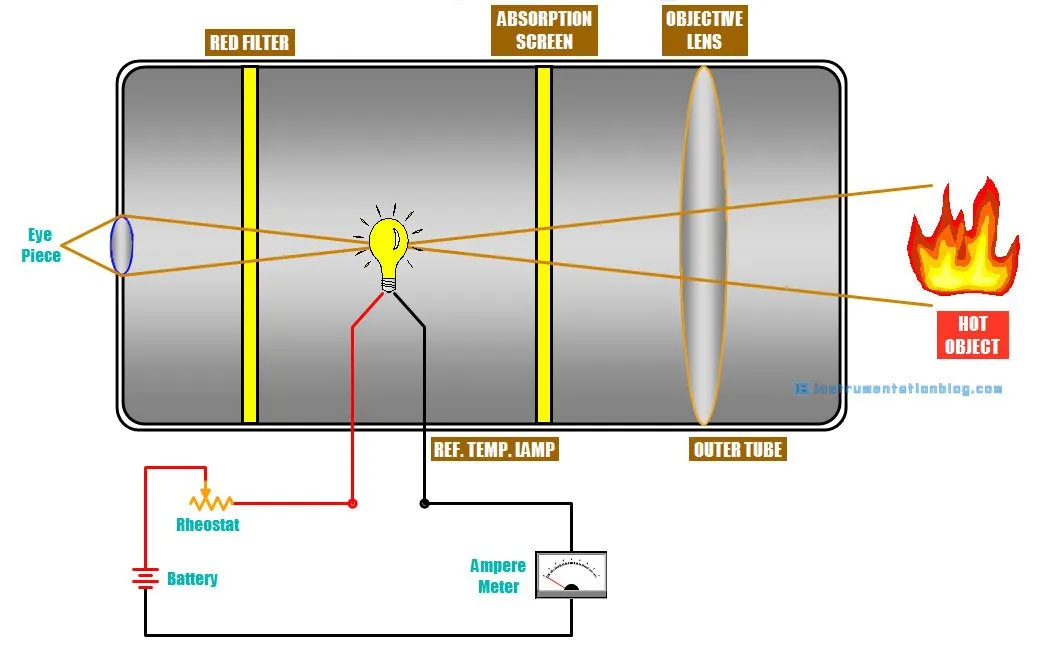 ABSORPTION
SCREEN
OBJECTIVE
LENS
RED FILTER
Eye
Piece
HOT
OBJECT
instrumentationblog.com
REF. TEMP. LAMP
OUTER TUBE
Rheostat
Battery
Ampere
Meter